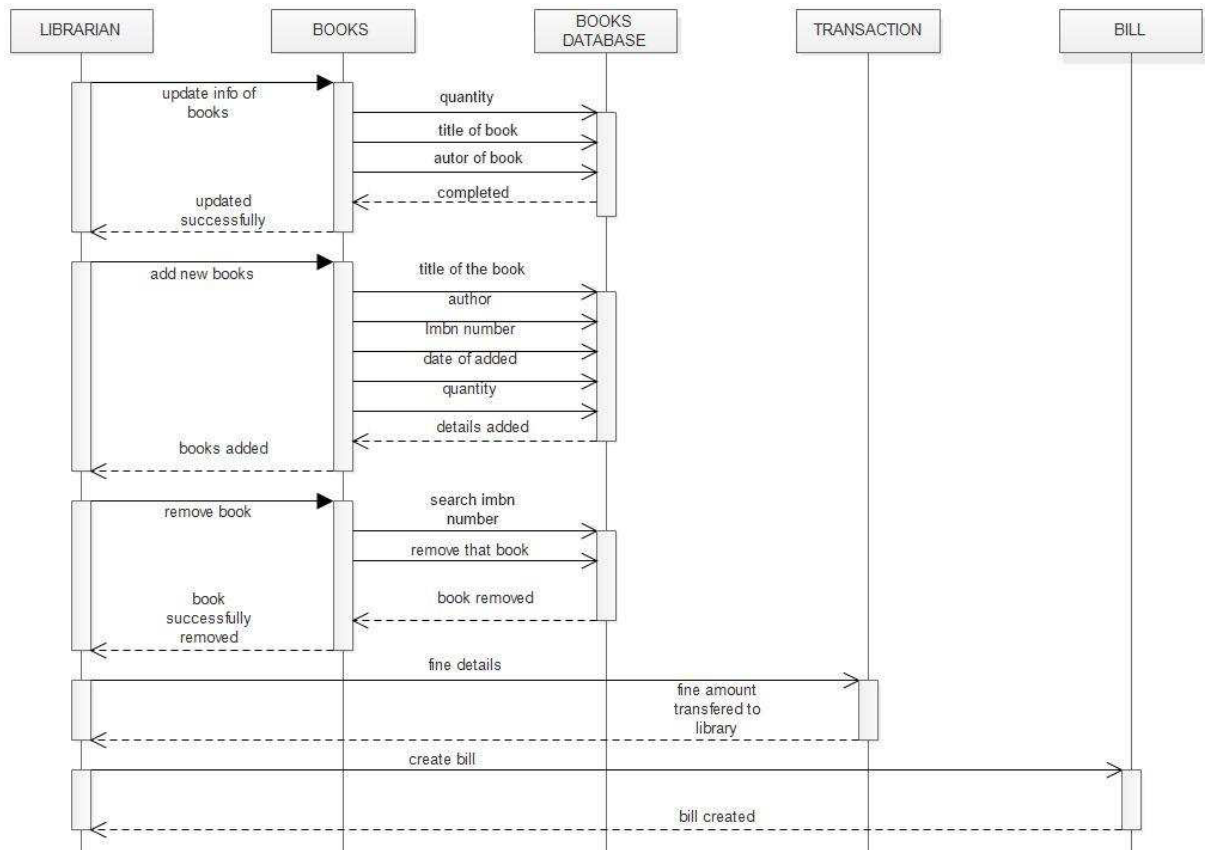 LIBRARIAN
BOOKS
BOOKS
DATABASE
TRANSACTION
BILL
update info of
books
quantity
title of book
autor of book
completed
updated
successfully
add new books
title of the book
author
Imbn number
date of added
quantity
details added
books added
remove book
search imbn
number
remove that book
book removed
book
successfully
removed
fine details
fine amount
transfered to
library
create bill
bill created